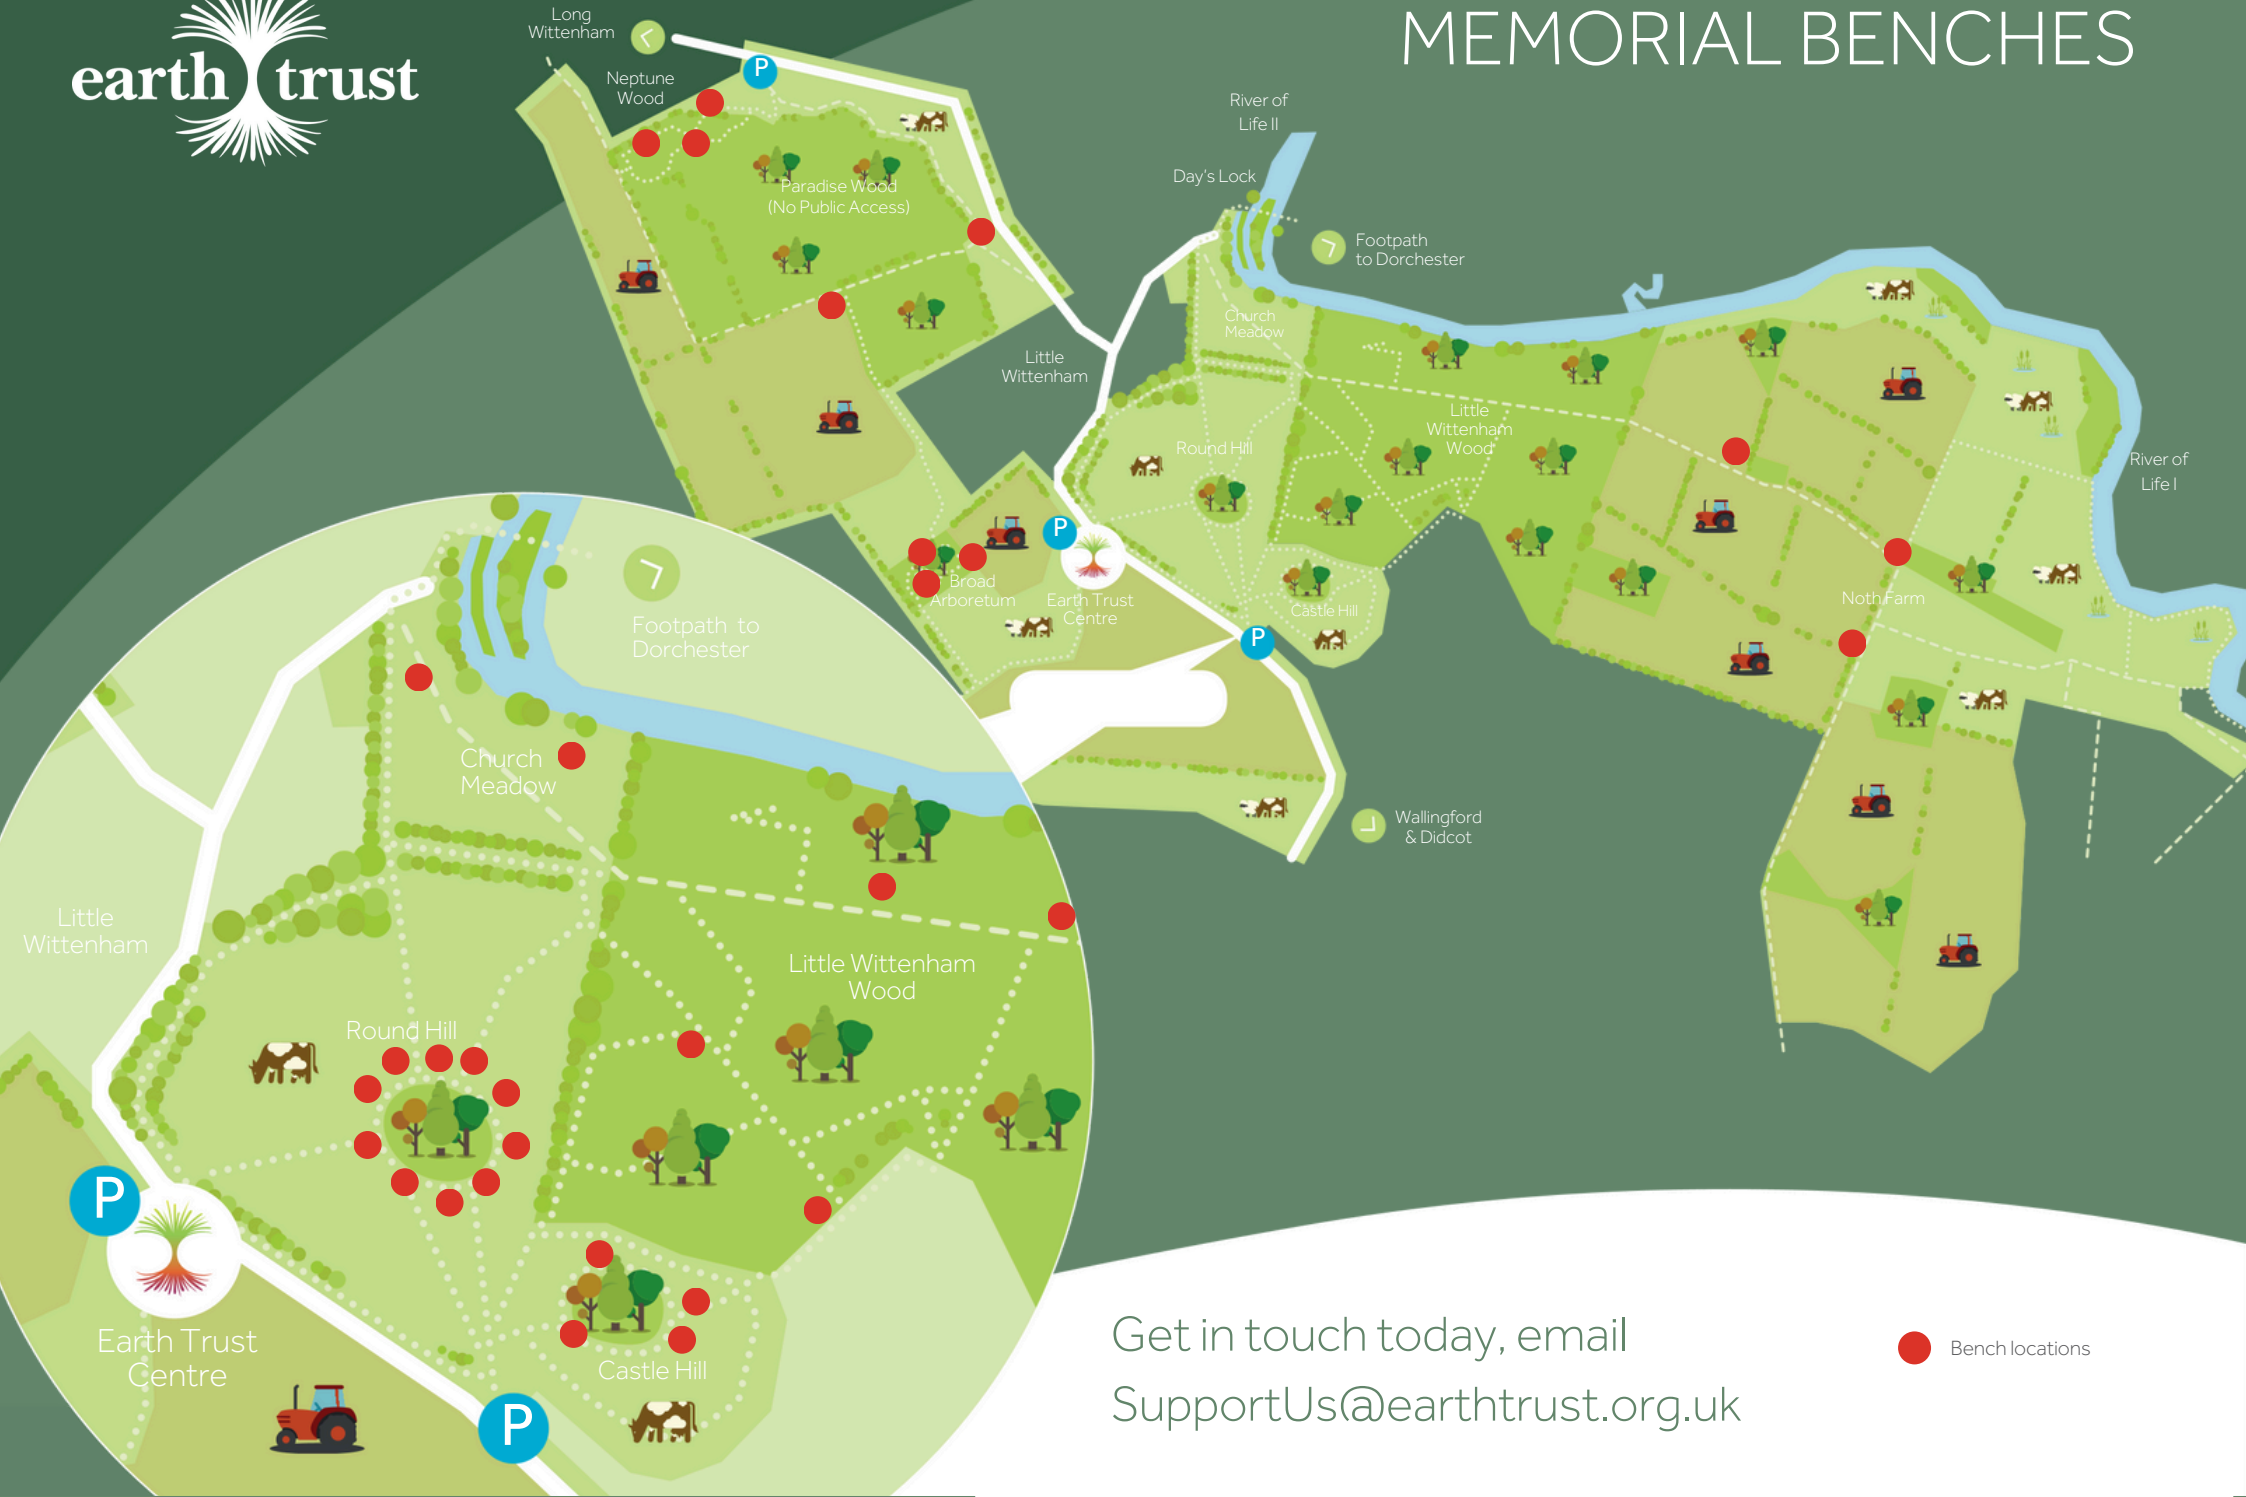 earth trust
MEMORIAL BENCHES
Long
Wittenham
Neptune
Wood
P
Paradise Wood
(No Public Access)
River of
Life II
Day's Lock
Footpath
to Dorchester
Church
Meadow
Little
Wittenham
Round Hill
Little
Wittenham
Wood
River of
Life I
P
Broad
Arboretum
Earth Trust
Centre
Castle Hill
P
Noth Farm
Wallingford
& Didcot
Footpath to
Dorchester
Church
Meadow
Little
Wittenham
Little Wittenham
Wood
Round Hill
P
Earth Trust
Centre
Castle Hill
P
Get in touch today, email
SupportUs@earthtrust.org.uk
Bench locations